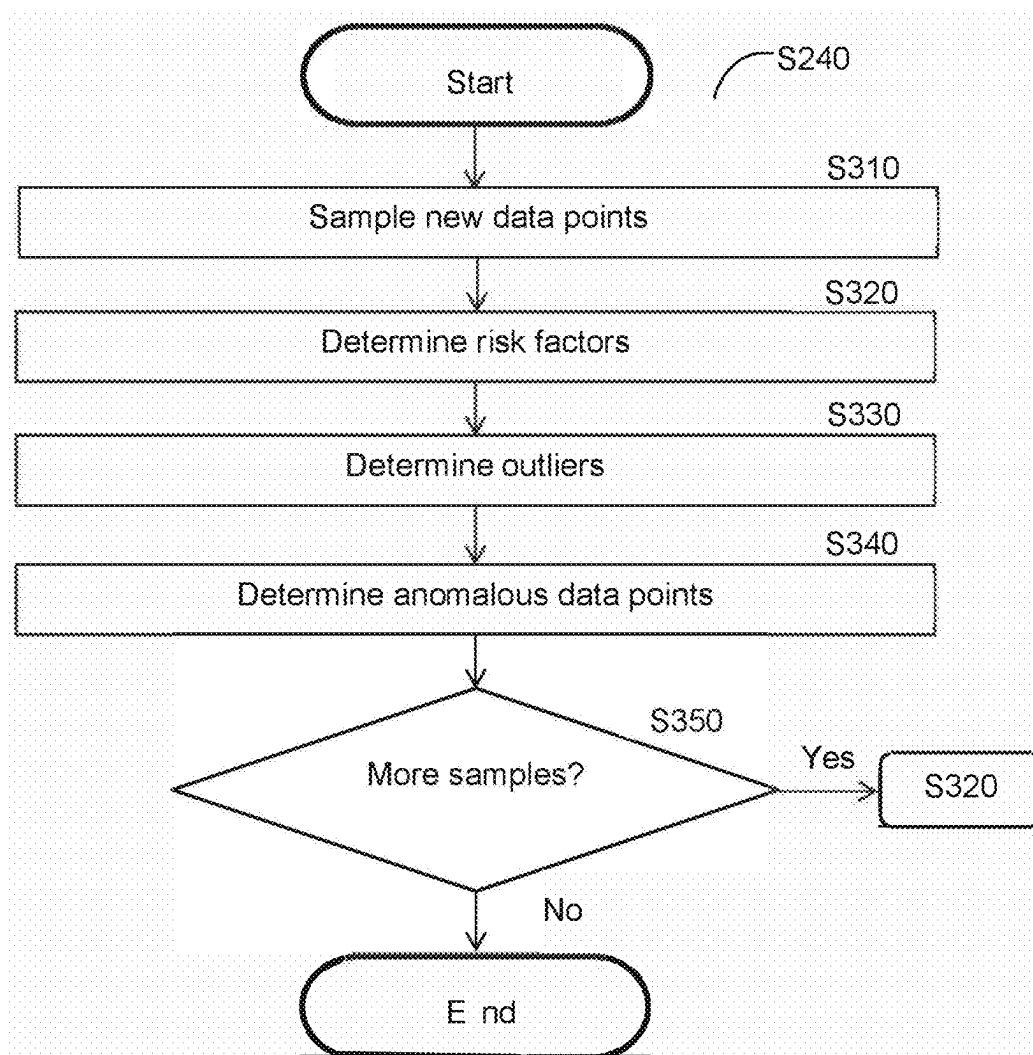 Start
S240
S310
Sample new data points
S320
Determine risk factors
S330
Determine outliers
S340
Determine anomalous data points
S350
More samples?
Yes
S320
No
E nd